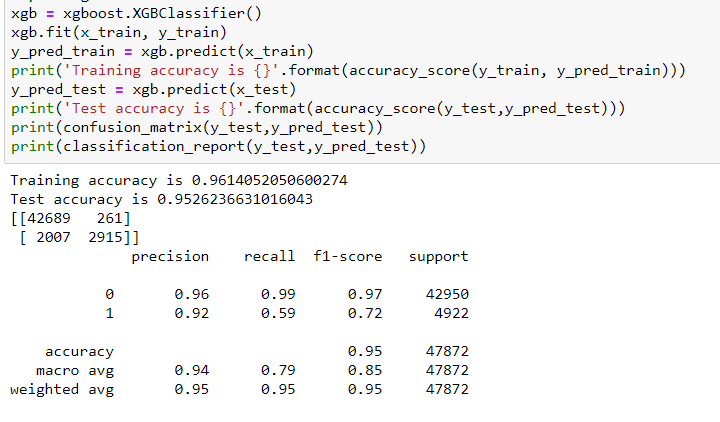 xgb = xgboost.XGBClassifier()
xgb.fit(x_train, y_train)
y_pred_train = xgb.predict(x_train)
print('Training accuracy is {}'.format(accuracy_score(y_train, y_pred_train)))
y_pred_test = xgb.predict(x_test)
print('Test accuracy is {}'.format(accuracy_score(y_test,y_pred_test)))
print(confusion_matrix(y_test,y_pred_test))
print(classification_report(y_test,y_pred_test))
Training accuracy is 0.9614052050600274
Test accuracy is 0.9526236631016043
[[42689   261]
 [ 2007  2915]]
              precision    recall  f1-score   support

           0       0.96      0.99      0.97     42950
           1       0.92      0.59      0.72      4922

    accuracy                           0.95     47872
   macro avg       0.94      0.79      0.85     47872
weighted avg       0.95      0.95      0.95     47872